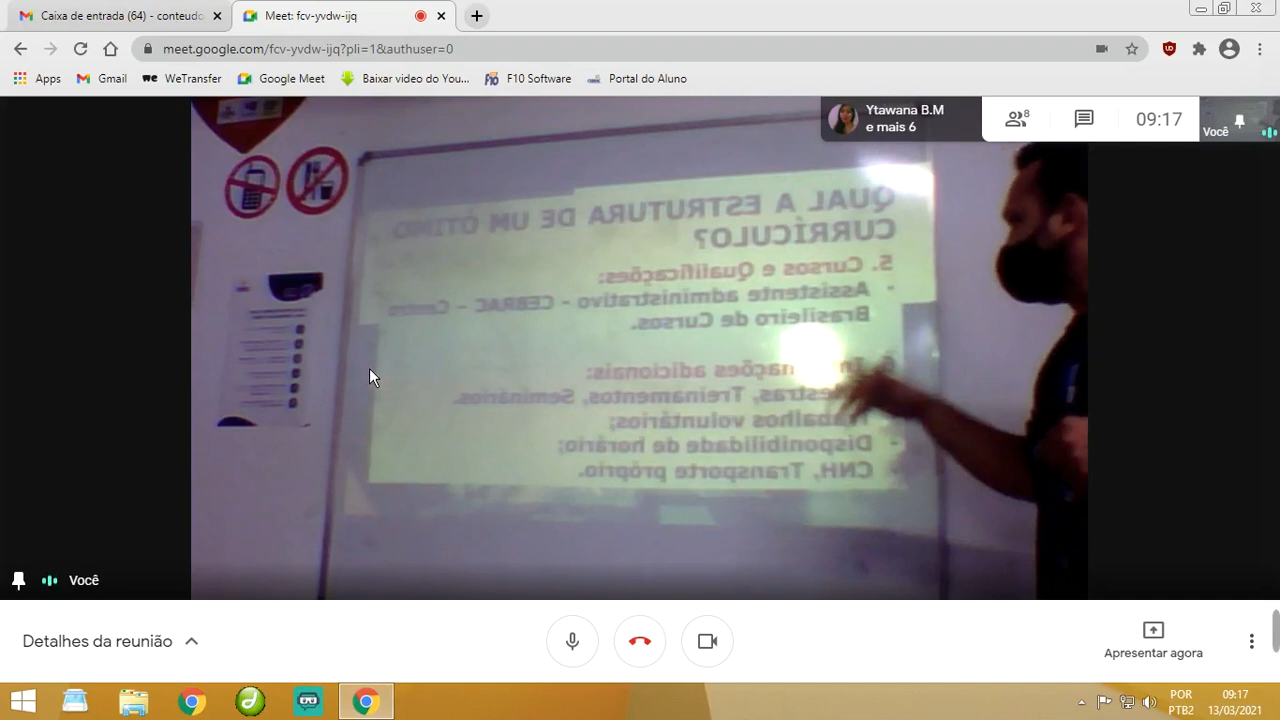 Caixa de entrada (64) - conteudo
Meet: fcv-yvdw-ijq
meet.google.com/fcv-yvdw-ijq?pli=1&authuser=0
Apps
Gmail
WeTransfer
Google Meet
Baixar video do You...
F10 Software
Portal do Aluno
Ytawana B.M
e mais 6
8
09:17
Você
QUAL A ESTRUTURA DE UM ÓTIMO
CURRÍCULO?
5. Cursos e Qualificações:
- Assistente administrativo - CEBRAC - Centro
Brasileiro de Cursos.
adicionais:
Treinamentos, Seminários.
voluntários;
- Disponibilidade de horário;
- CNH, Transporte próprio.
Você
Detalhes da reunião
Apresentar agora
POR
PTB2
09:17
13/03/2021